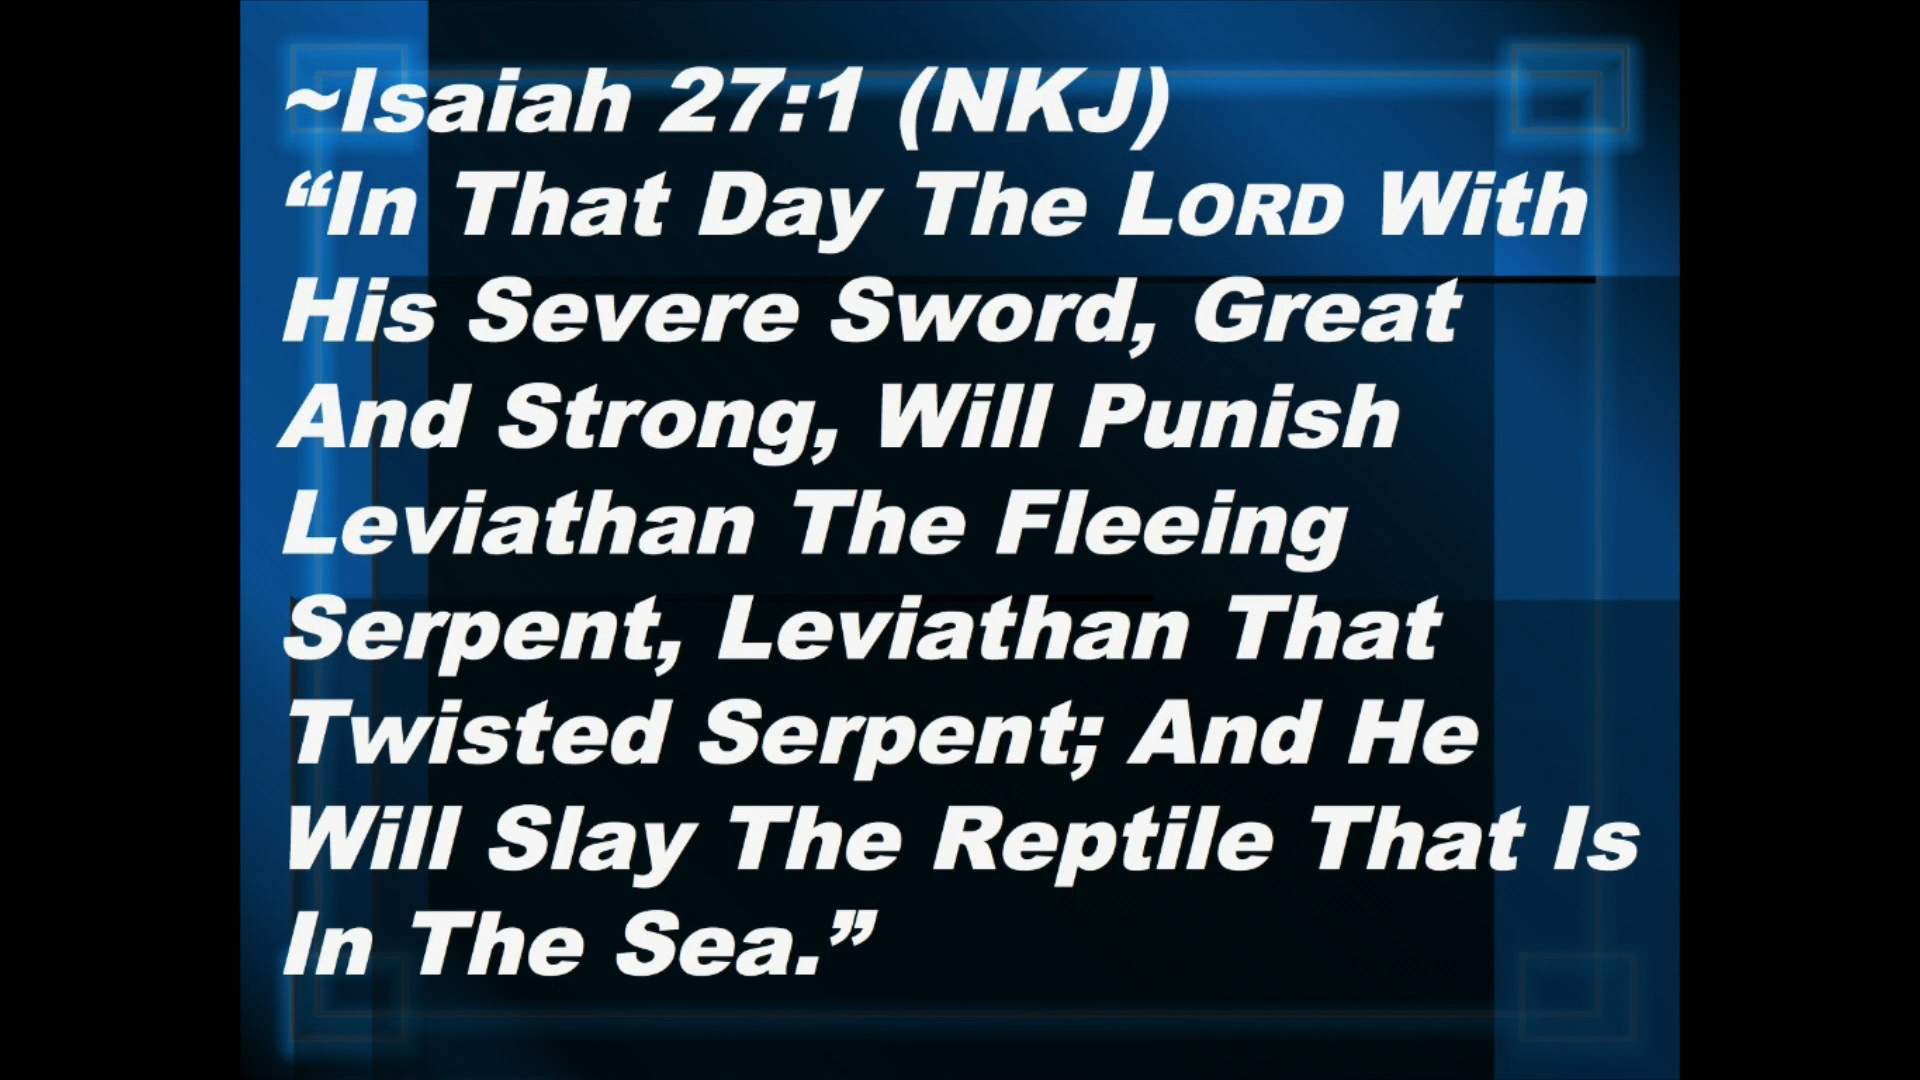 ~Isaiah 27:1 (NKJ)
“In That Day The LORD With
His Severe Sword, Great
And Strong, Will Punish
Leviathan The Fleeing
Serpent, Leviathan That
Twisted Serpent; And He
Will Slay The Reptile That Is
In The Sea.”